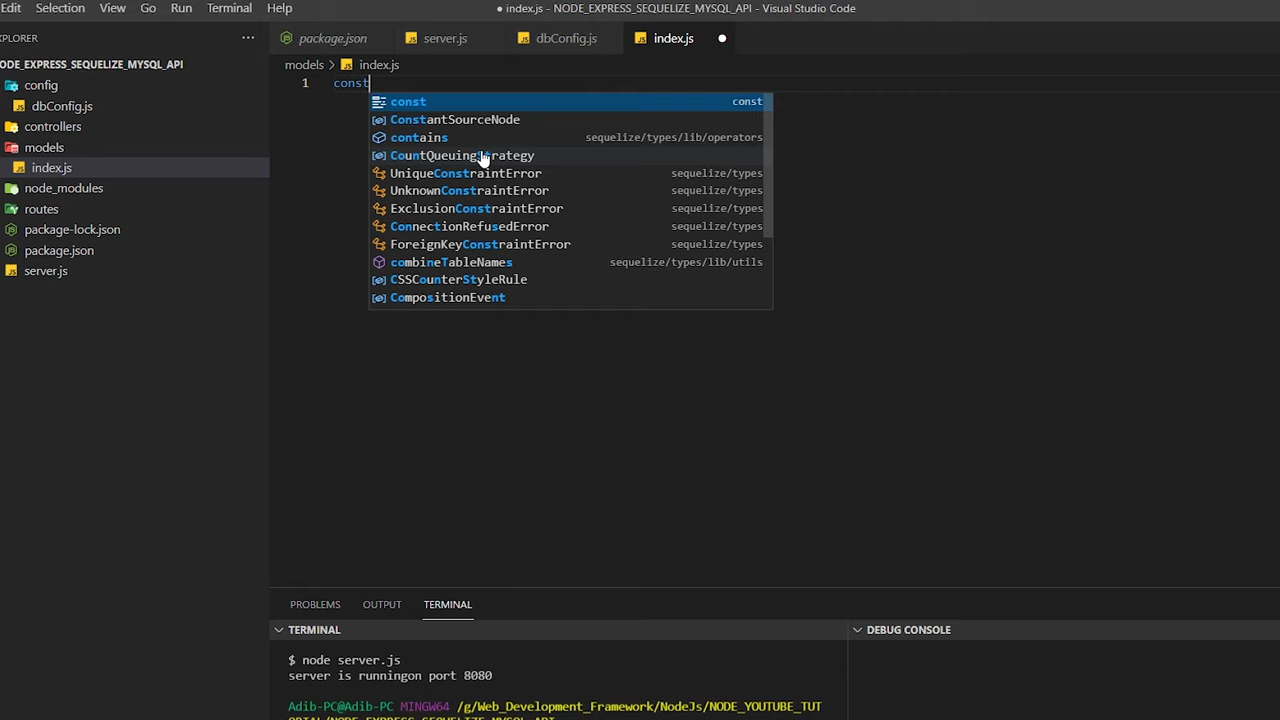 Edit Selection View Go Run Terminal Help
● index.js - NODE_EXPRESS_SEQUELIZE_MYSQL_API - Visual Studio Code
EXPLORER ···
package.json server.js dbConfig.js index.js
ODE_EXPRESS_SEQUELIZE_MYSQL_API
config
dbConfig.js
controllers
models
index.js
node_modules
routes
package-lock.json
package.json
server.js
models > index.js
1 const
const const
ConstantSourceNode
contains sequelize/types/lib/operators
CountQueuingStrategy
UniqueConstraintError sequelize/types
UnknownConstraintError sequelize/types
ExclusionConstraintError sequelize/types
ConnectionRefusedError sequelize/types
ForeignKeyConstraintError sequelize/types
combineTableNames sequelize/types/lib/utils
CSSCounterStyleRule
CompositionEvent
PROBLEMS OUTPUT TERMINAL
TERMINAL
$ node server.js
server is runningon port 8080
Adib-PC@Adib-PC MINGW64 /g/Web_Development_Framework/NodeJs/NODE_YOUTUBE_TUT
ORIAL/NODE_EXPRESS_SEQUELIZE_MYSQL_API
DEBUG CONSOLE